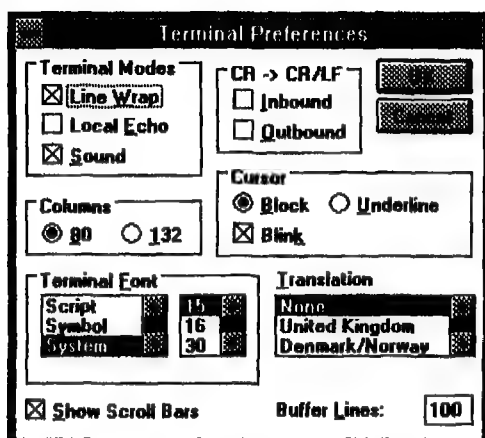 Terminal Preferences
Terminal Modes
Line Wrap
Local Echo
Sound
CR -> CR/LF
Inbound
Outbound
OK
Cancel
Columns
80
132
Cursor
Block
Underline
Blink
Terminal Font
Script
Symbol
System
15
16
30
Translation
None
United Kingdom
Denmark/Norway
Show Scroll Bars
Buffer Lines:
100